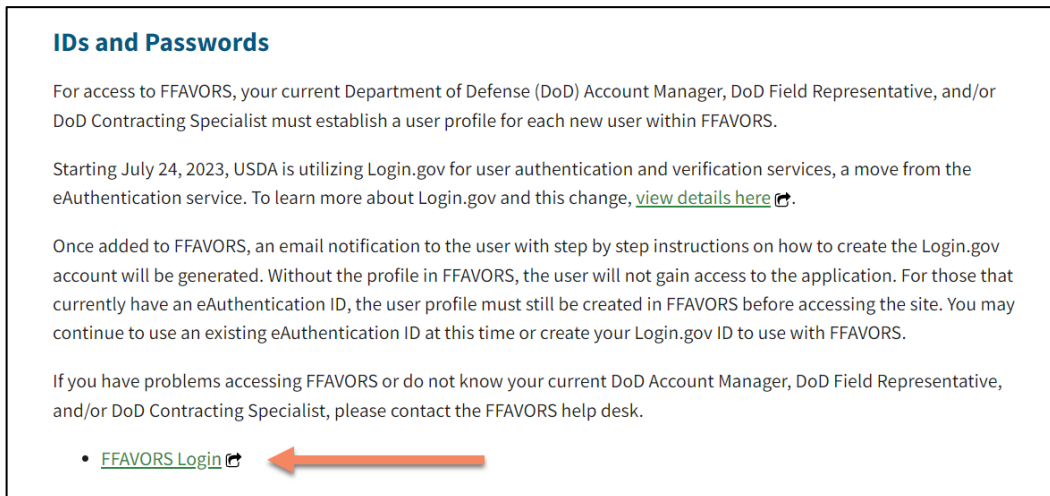 IDs and Passwords
For access to FFAVORS, your current Department of Defense (DoD) Account Manager, DoD Field Representative, and/or
DoD Contracting Specialist must establish a user profile for each new user within FFAVORS.
Starting July 24, 2023, USDA is utilizing Login.gov for user authentication and verification services, a move from the
eAuthentication service. To learn more about Login.gov and this change, view details here.
Once added to FFAVORS, an email notification to the user with step by step instructions on how to create the Login.gov
account will be generated. Without the profile in FFAVORS, the user will not gain access to the application. For those that
currently have an eAuthentication ID, the user profile must still be created in FFAVORS before accessing the site. You may
continue to use an existing eAuthentication ID at this time or create your Login.gov ID to use with FFAVORS.
If you have problems accessing FFAVORS or do not know your current DoD Account Manager, DoD Field Representative,
and/or DoD Contracting Specialist, please contact the FFAVORS help desk.
• FFAVORS Login